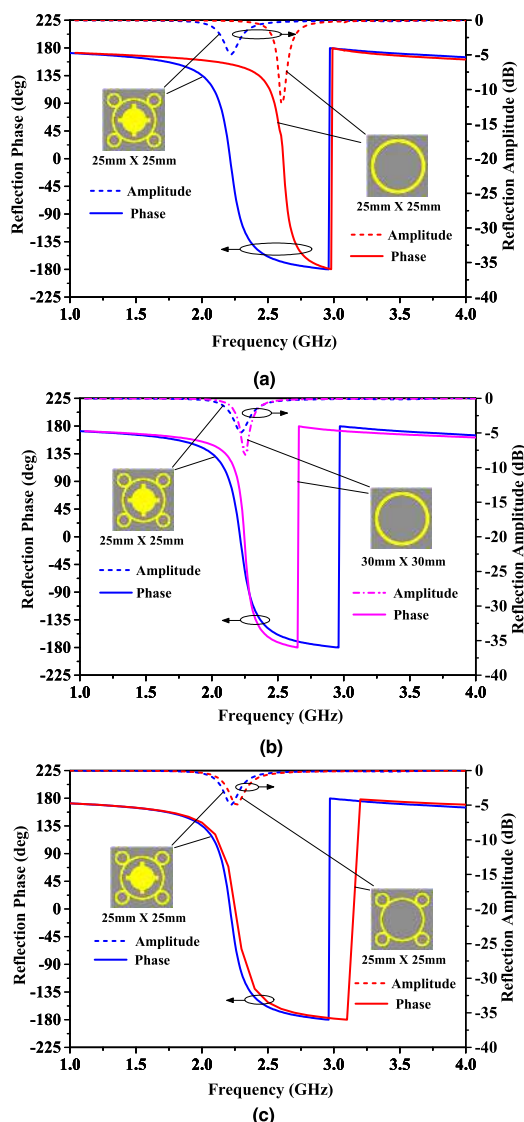 (a)
225
180
135
90
45
0
-45
-90
-135
-180
-225
Reflection Phase (deg)
0
-5
-10
-15
-20
-25
-30
-35
-40
Reflection Amplitude (dB)
25mm X 25mm
25mm X 25mm
Amplitude
Phase
Amplitude
Phase
1.0 1.5 2.0 2.5 3.0 3.5 4.0
Frequency (GHz)
(b)
225
180
135
90
45
0
-45
-90
-135
-180
-225
Reflection Phase (deg)
0
-5
-10
-15
-20
-25
-30
-35
-40
Reflection Amplitude (dB)
25mm X 25mm
30mm X 30mm
Amplitude
Phase
Amplitude
Phase
1.0 1.5 2.0 2.5 3.0 3.5 4.0
Frequency (GHz)
(c)
225
180
135
90
45
0
-45
-90
-135
-180
-225
Reflection Phase (deg)
0
-5
-10
-15
-20
-25
-30
-35
-40
Reflection Amplitude (dB)
25mm X 25mm
25mm X 25mm
Amplitude
Phase
Amplitude
Phase
1.0 1.5 2.0 2.5 3.0 3.5 4.0
Frequency (GHz)